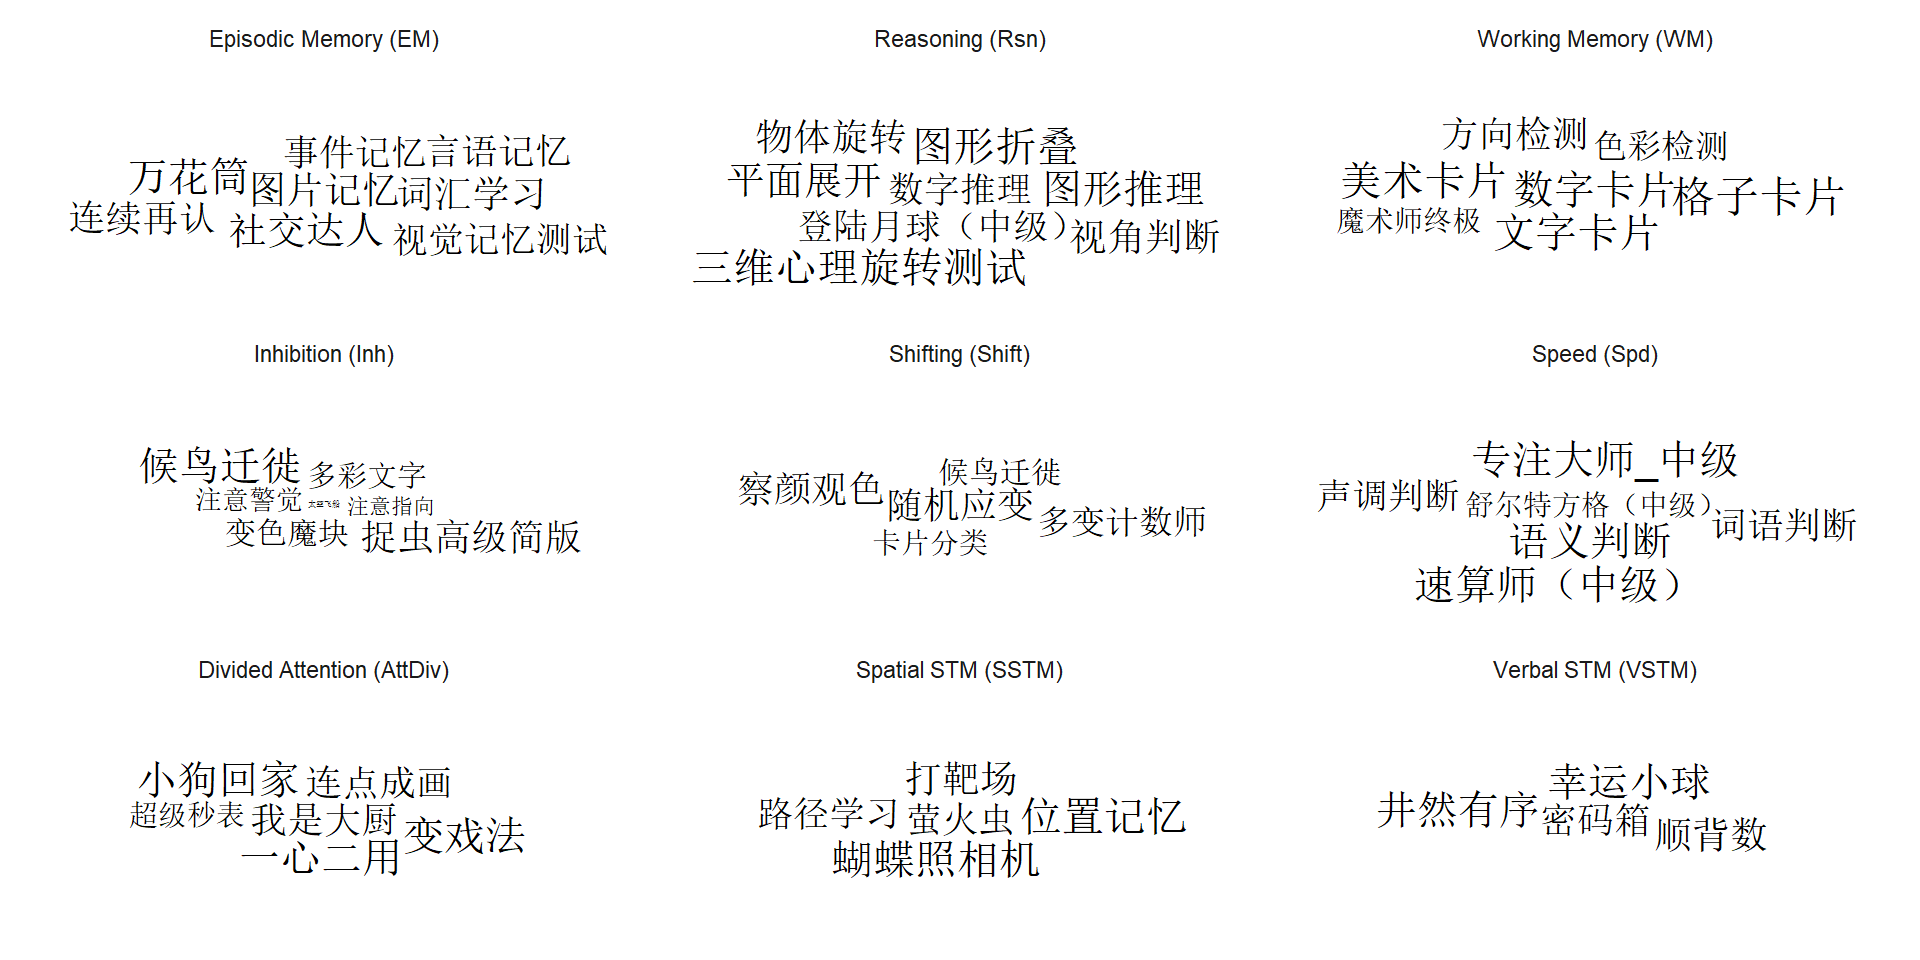 Episodic Memory (EM)
Reasoning (Rsn)
Working Memory (WM)
事件记忆 言语记忆
万花筒 图片记忆 词汇学习
连续再认 社交达人 视觉记忆测试
物体旋转 图形折叠
平面展开 数字推理 图形推理
登陆月球（中级） 视角判断
三维心理旋转测试
方向检测 色彩检测
美术卡片 数字卡片 格子卡片
魔术师终极 文字卡片
Inhibition (Inh)
Shifting (Shift)
Speed (Spd)
候鸟迁徙 多彩文字
注意警觉 太空飞船 注意指向
变色魔块 捉虫高级简版
察颜观色 候鸟迁徙
随机应变 多变计数师
卡片分类
专注大师_中级
声调判断 舒尔特方格（中级） 词语判断
语义判断
速算师（中级）
Divided Attention (AttDiv)
Spatial STM (SSTM)
Verbal STM (VSTM)
小狗回家 连点成画
超级秒表 我是大厨 变戏法
一心二用
打靶场
路径学习 萤火虫 位置记忆
蝴蝶照相机
幸运小球
井然有序 密码箱 顺背数